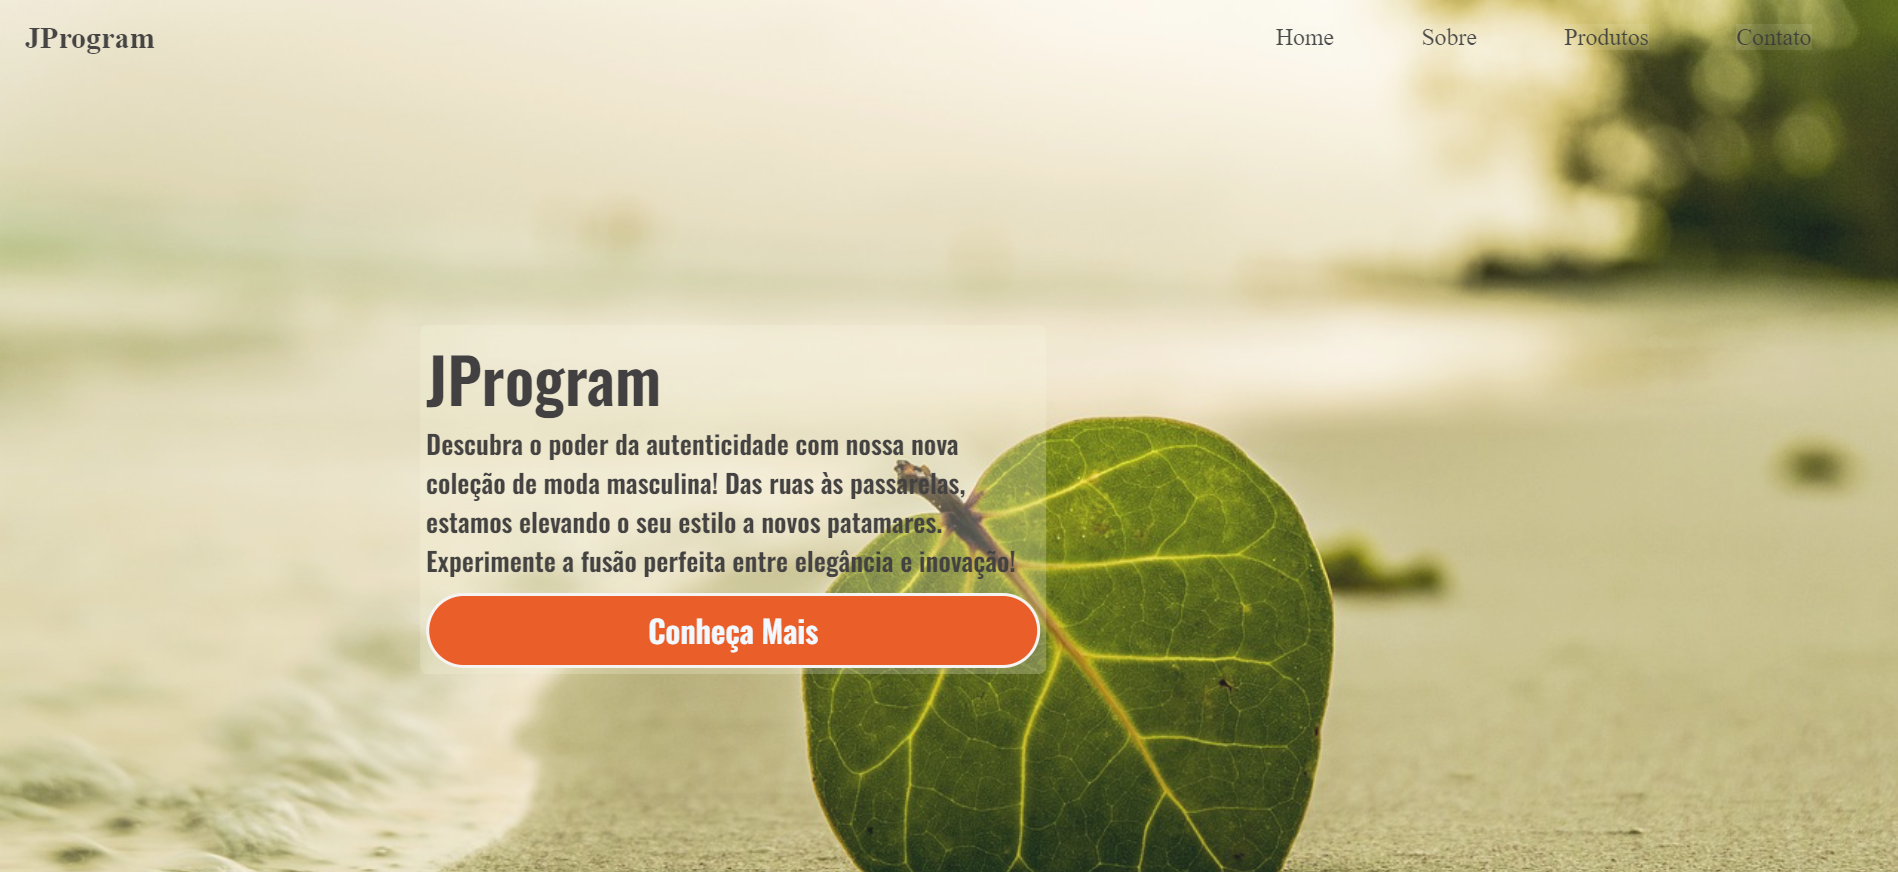 JProgram
Home Sobre Produtos Contato
JProgram
Descubra o poder da autenticidade com nossa nova
coleção de moda masculina! Das ruas às passarelas,
estamos elevando o seu estilo a novos patamares.
Experimente a fusão perfeita entre elegância e inovação!
Conheça Mais